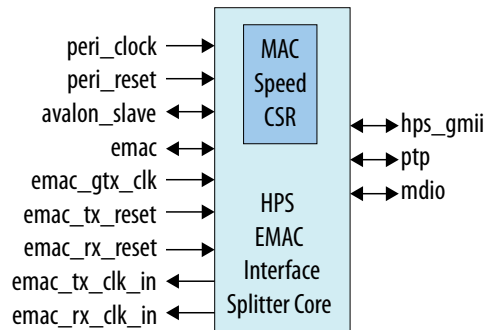 peri_clock
peri_reset
avalon_slave
emac
emac_gtx_clk
emac_tx_reset
emac_rx_reset
emac_tx_clk_in
emac_rx_clk_in
MAC
Speed
CSR
HPS
EMAC
Interface
Splitter Core
hps_gmii
ptp
mdio